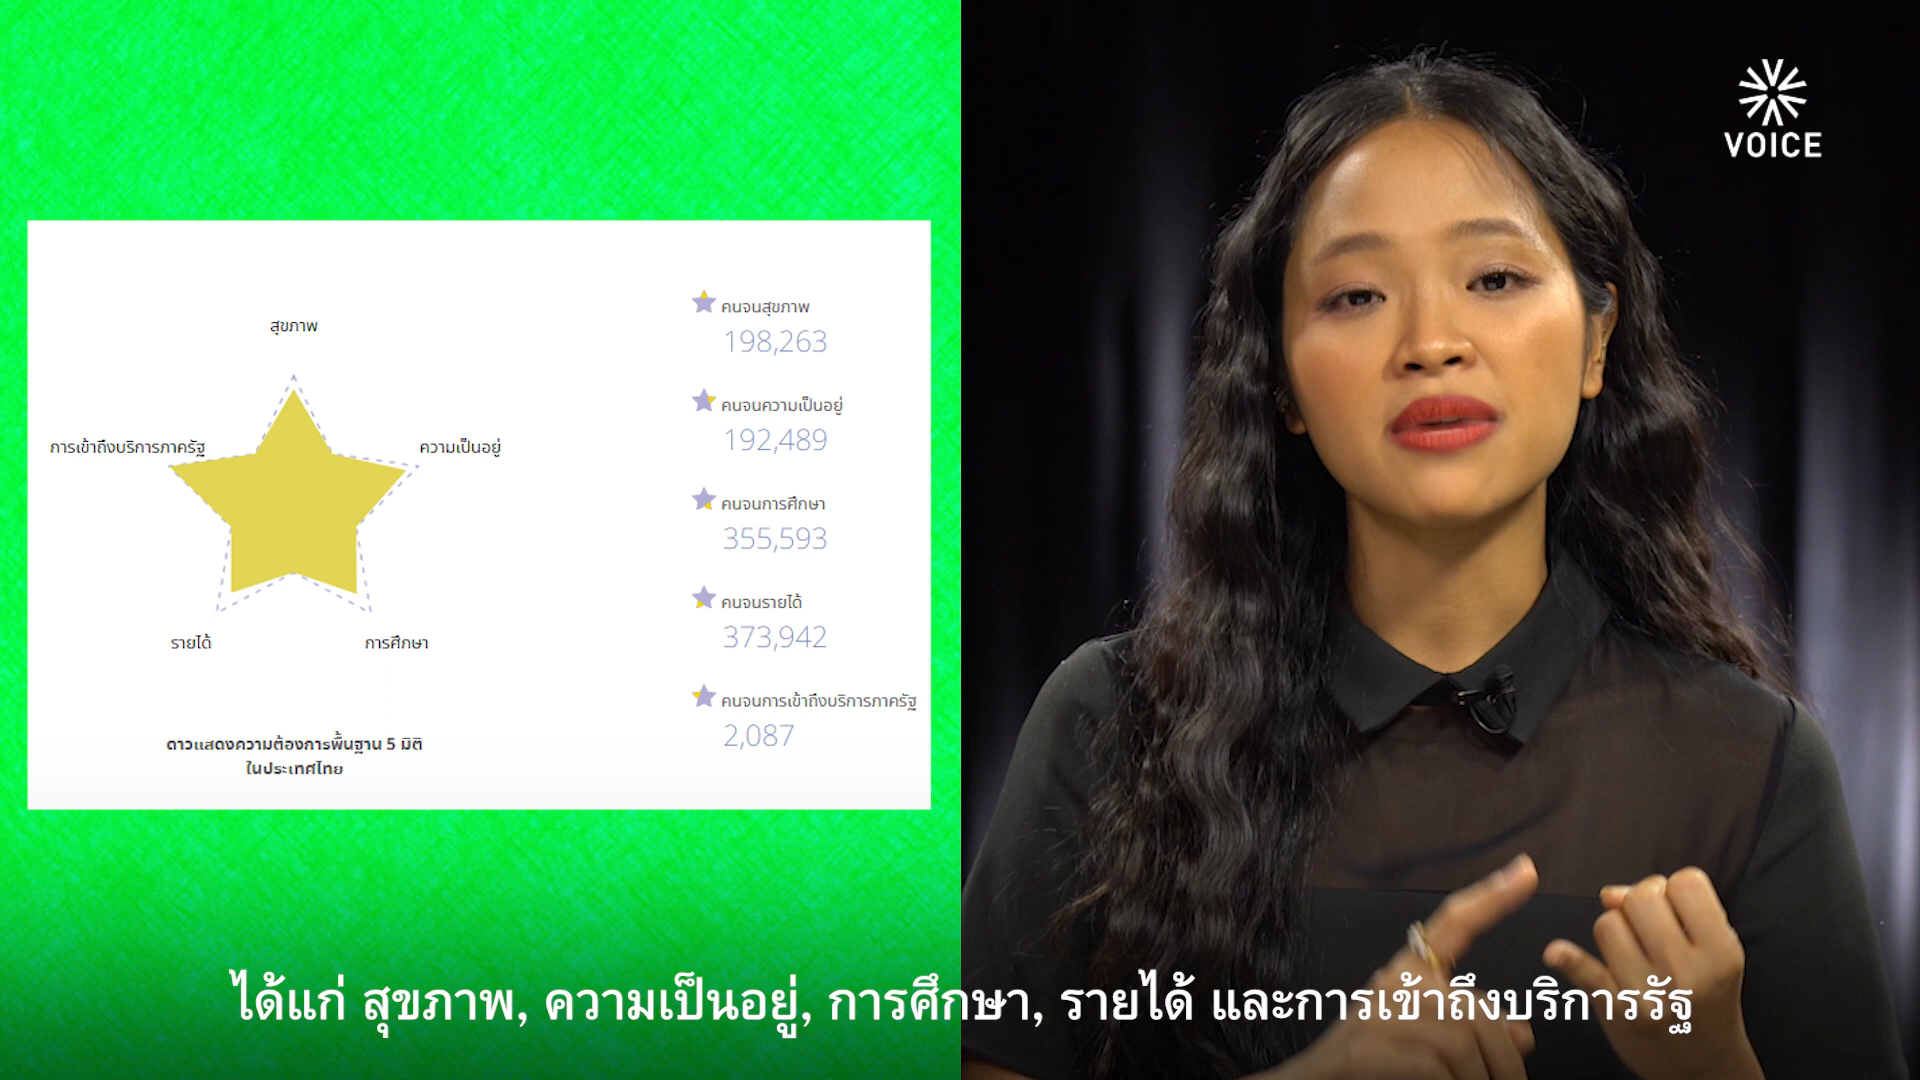 สุขภาพ
การเข้าถึงบริการภาครัฐ
ความเป็นอยู่
รายได้
การศึกษา
ดาวแสดงความต้องการพื้นฐาน 5 มิติ
ในประเทศไทย
คนจนสุขภาพ
198,263
คนจนความเป็นอยู่
192,489
คนจนการศึกษา
355,593
คนจนรายได้
373,942
คนจนการเข้าถึงบริการภาครัฐ
2,087
VOICE
ได้แก่ สุขภาพ, ความเป็นอยู่, การศึกษา, รายได้ และการเข้าถึงบริการรัฐ